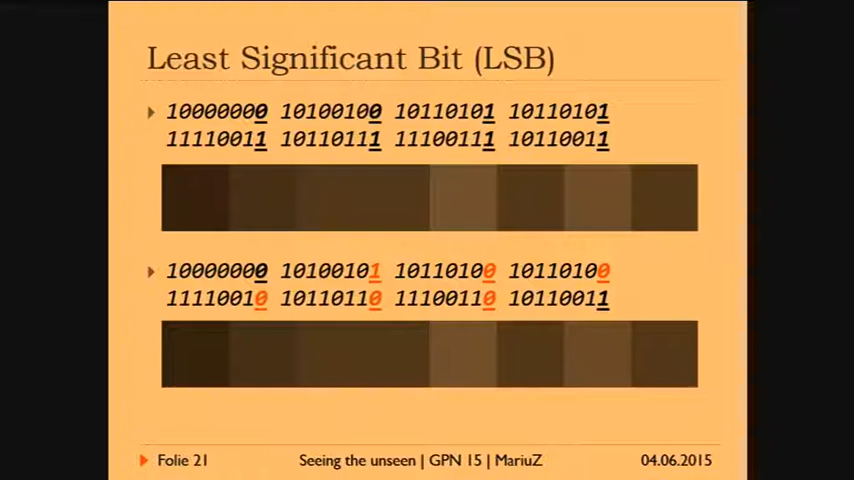 Least Significant Bit (LSB)
10000000 10100100 10110101 10110101
11110011 10110111 11100111 10110011
10000000 10100101 10110100 10110100
11110010 10110110 11100110 10110011
Folie 21 Seeing the unseen | GPN 15 | MariuZ 04.06.2015